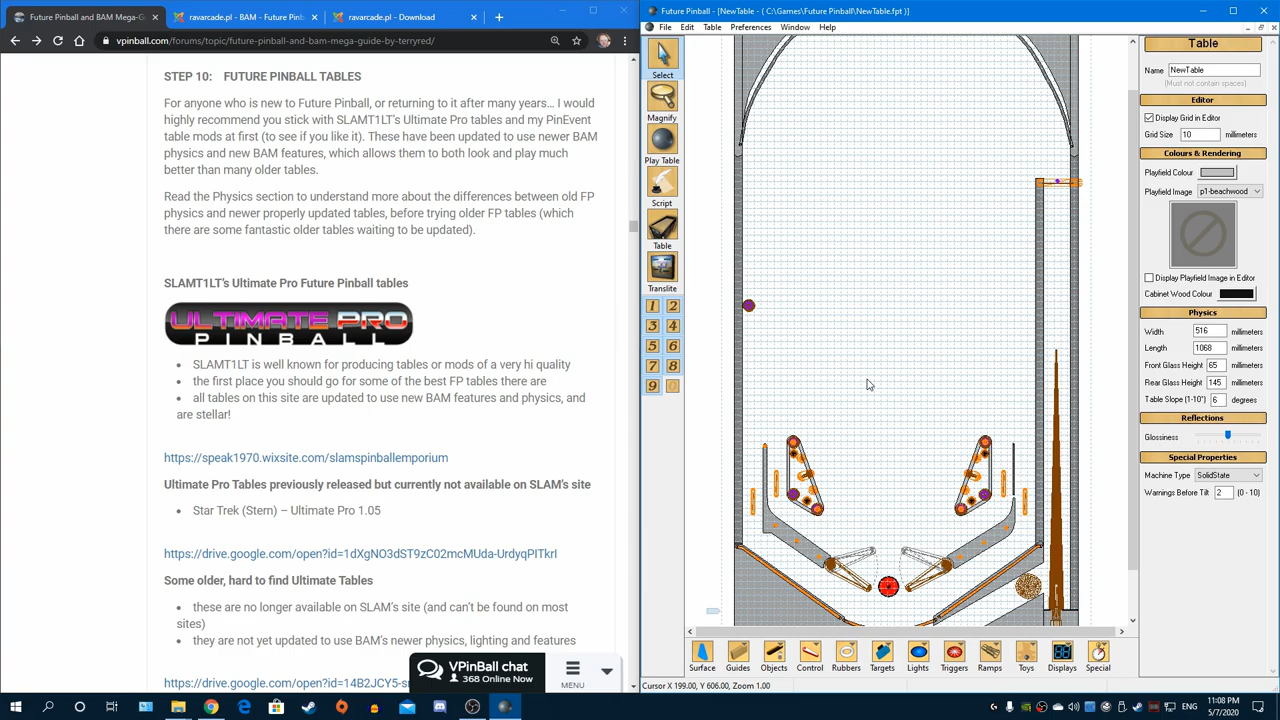 Future Pinball and BAM Mega-G
ravarcade.pl - BAM
ravarcade.pl - Download
vpinball.com/forums/topic/future-pinball-and-bam-mega-guide-by-terryred/
STEP 10: FUTURE PINBALL TABLES
For anyone who is new to Future Pinball, or returning to it after many years… I would
highly recommend you stick with SLAMT1LT's Ultimate Pro tables and my PinEvent
table mods at first (to see if you like it). These have been updated to use newer BAM
physics and new BAM features, which allows them to both look and play much
better than many older tables.
Read the Physics section to understand more about the differences between old FP
physics and newer properly updated tables, before trying older FP tables (which
there are some fantastic older tables waiting to be updated).
SLAMT1LT's Ultimate Pro Future Pinball tables
ULTIMATE PRO
PINBALL
SLAMT1LT is well known for producing tables or mods of a very hi quality
the first place you should go for some of the best FP tables there are
all tables on this site are updated to use new BAM features and physics, and
are stellar!
https://speak1970.wixsite.com/slamspinballemporium
Ultimate Pro Tables previously released but currently not available on SLAM's site
Star Trek (Stern) – Ultimate Pro 1.05
https://drive.google.com/open?id=1dXgNO3dST9zC02mcMUda-UrdyqPITkrI
Some older, hard to find Ultimate Tables
these are no longer available on SLAM's site (and can't be found on most
sites)
they are not yet updated to use BAM's newer physics, lighting and features
https://drive.google.com/open?id=14B2JCY5-s
VPinBall chat
368 Online Now
MENU
Future Pinball - [NewTable - ( C:\Games\Future Pinball\NewTable.fpt )]
File Edit Table Preferences Window Help
Select
Magnify
Play Table
Script
Table
Translite
1 2
3 4
5 6
7 8
9 0
Surface Guides Objects Control Rubbers Targets Lights Triggers Ramps Toys Displays Special
Cursor X 199.00, Y 606.00, Zoom 1.00
Table
Name NewTable
(Must not contain spaces)
Editor
Display Grid in Editor
Grid Size 10 millimeters
Colours & Rendering
Playfield Colour
Playfield Image p1-beachwood
Display Playfield Image in Editor
Cabinet Wood Colour
Physics
Width 516 millimeters
Length 1068 millimeters
Front Glass Height 65 millimeters
Rear Glass Height 145 millimeters
Table Slope (1-10°) 6 degrees
Reflections
Glossiness
Special Properties
Machine Type SolidState
Warnings Before Tilt 2 (0 - 10)
ENG
11:08 PM
5/7/2020